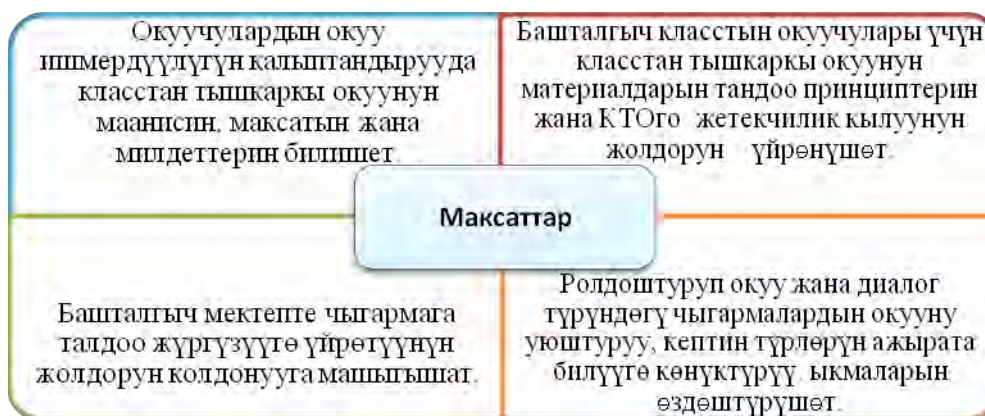 Окуучулардын окуу
ишмердүүлүгүн калыптандырууда
класстан тышкаркы окуунун
маанисин, максатын жана
милдеттерин билишет.
Башталгыч класстын окуучулары үчүн
класстан тышкаркы окуунун
материалдарын тандоо принциптерин
жана КТОго жетекчилик кылуунун
жолдорун үйрөнүшөт.
Максаттар
Башталгыч мектепте чыгармага
талдоо жүргүзүүгө үйрөтүүнүн
жолдорун колдонууга машыгышат.
Ролдоштуруп окуу жана диалог
түрүндөгү чыгармалардын окууну
уюштуруу, кептин түрлөрүн ажырата
билүүгө көнүктүрүү ыкмаларын
өздөштүрүшөт.